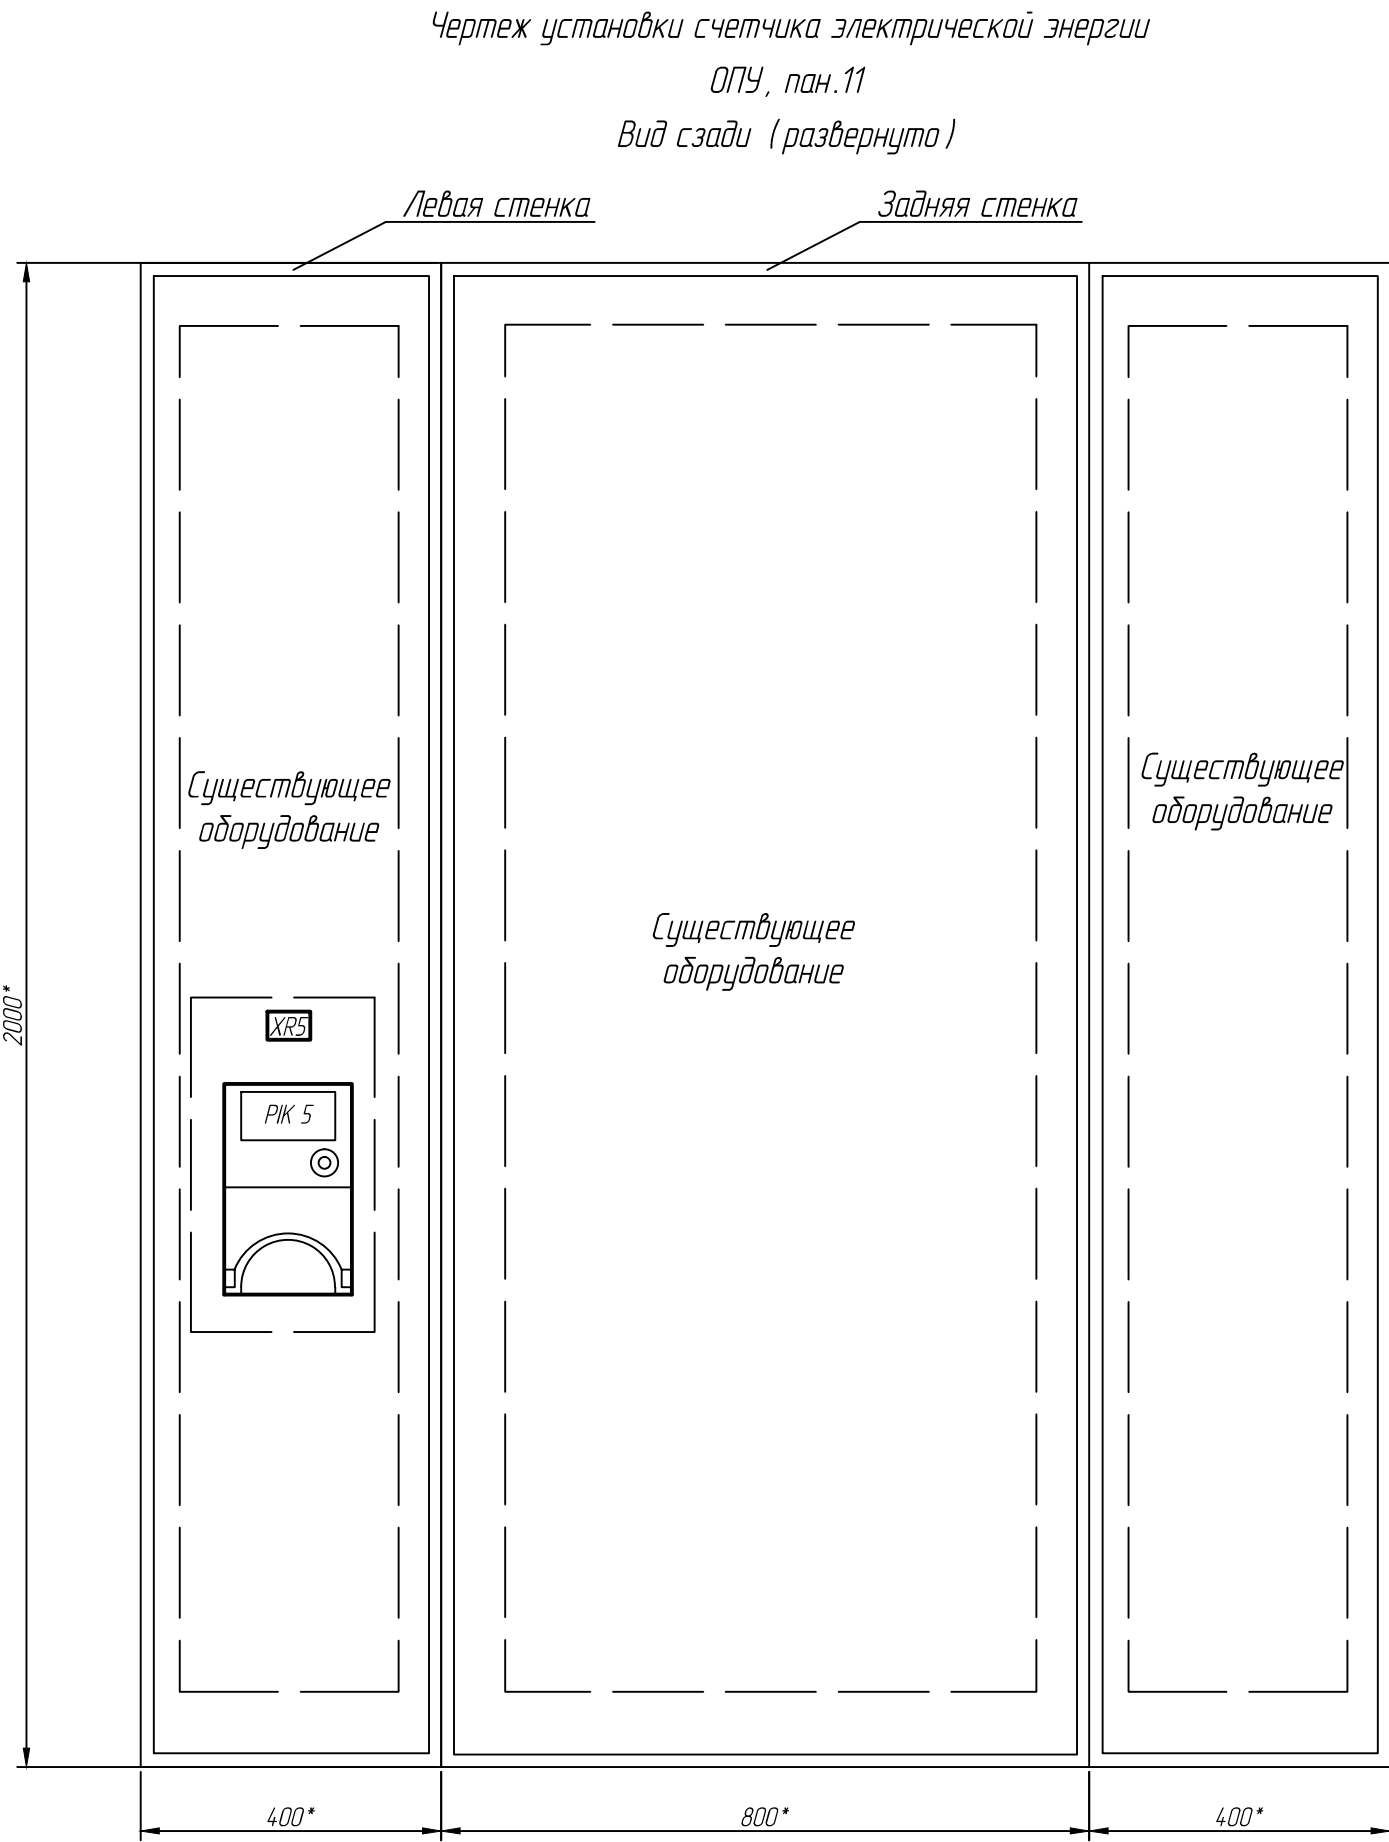 Чертеж установки счетчика электрической энергии
ОПУ, пан.11
Вид сзади (развернуто)
Левая стенка
Задняя стенка
Существующее
оборудование
Существующее
оборудование
Существующее
оборудование
2000*
XR5
PIK 5
400*
800*
400*